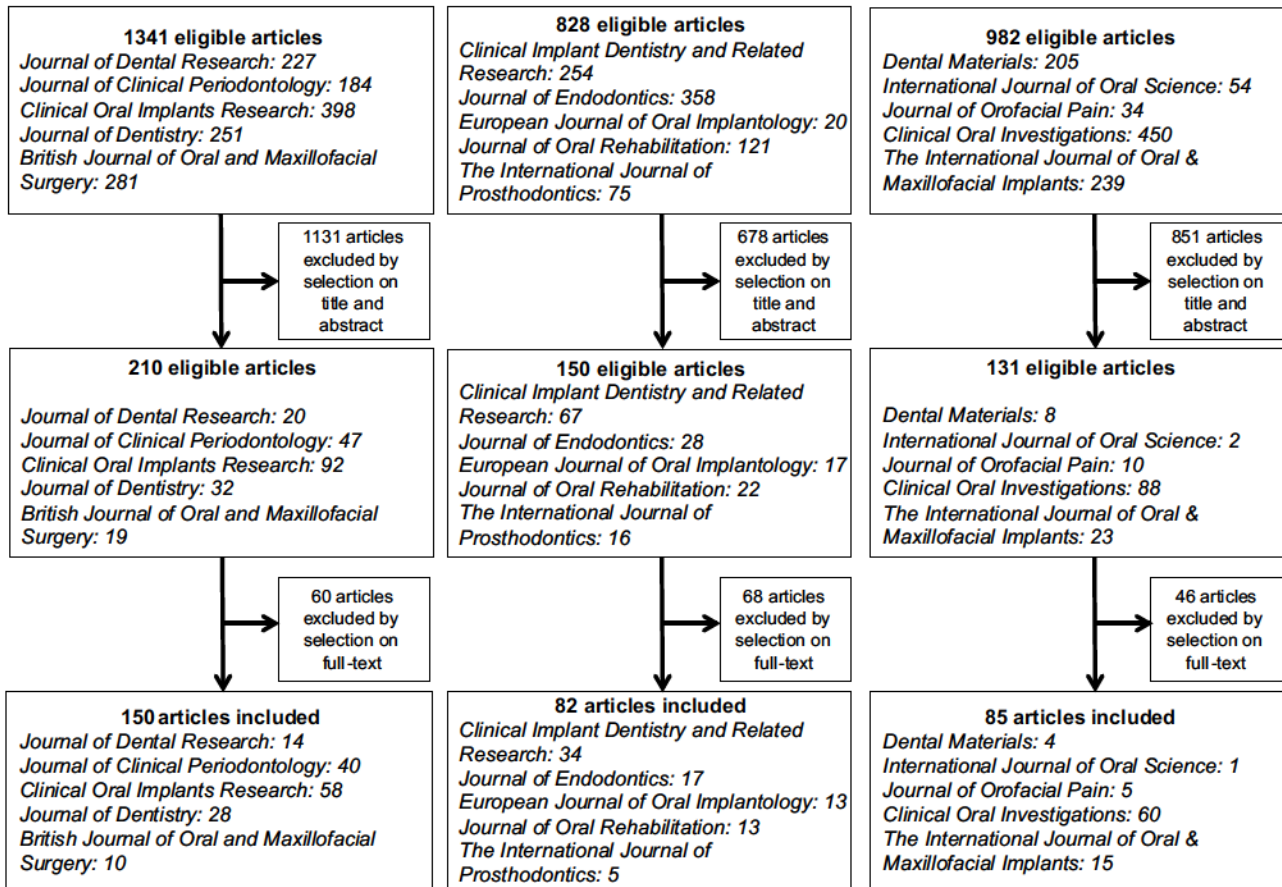 1341 eligible articles
Journal of Dental Research: 227
Journal of Clinical Periodontology: 184
Clinical Oral Implants Research: 398
Journal of Dentistry: 251
British Journal of Oral and Maxillofacial
Surgery: 281
1131 articles
excluded by
selection on
title and
abstract
210 eligible articles
Journal of Dental Research: 20
Journal of Clinical Periodontology: 47
Clinical Oral Implants Research: 92
Journal of Dentistry: 32
British Journal of Oral and Maxillofacial
Surgery: 19
60 articles
excluded by
selection on
full-text
150 articles included
Journal of Dental Research: 14
Journal of Clinical Periodontology: 40
Clinical Oral Implants Research: 58
Journal of Dentistry: 28
British Journal of Oral and Maxillofacial
Surgery: 10
828 eligible articles
Clinical Implant Dentistry and Related
Research: 254
Journal of Endodontics: 358
European Journal of Oral Implantology: 20
Journal of Oral Rehabilitation: 121
The International Journal of
Prosthodontics: 75
678 articles
excluded by
selection on
title and
abstract
150 eligible articles
Clinical Implant Dentistry and Related
Research: 67
Journal of Endodontics: 28
European Journal of Oral Implantology: 17
Journal of Oral Rehabilitation: 22
The International Journal of
Prosthodontics: 16
68 articles
excluded by
selection on
full-text
82 articles included
Clinical Implant Dentistry and Related
Research: 34
Journal of Endodontics: 17
European Journal of Oral Implantology: 13
Journal of Oral Rehabilitation: 13
The International Journal of
Prosthodontics: 5
982 eligible articles
Dental Materials: 205
International Journal of Oral Science: 54
Journal of Orofacial Pain: 34
Clinical Oral Investigations: 450
The International Journal of Oral &
Maxillofacial Implants: 239
851 articles
excluded by
selection on
title and
abstract
131 eligible articles
Dental Materials: 8
International Journal of Oral Science: 2
Journal of Orofacial Pain: 10
Clinical Oral Investigations: 88
The International Journal of Oral &
Maxillofacial Implants: 23
46 articles
excluded by
selection on
full-text
85 articles included
Dental Materials: 4
International Journal of Oral Science: 1
Journal of Orofacial Pain: 5
Clinical Oral Investigations: 60
The International Journal of Oral &
Maxillofacial Implants: 15